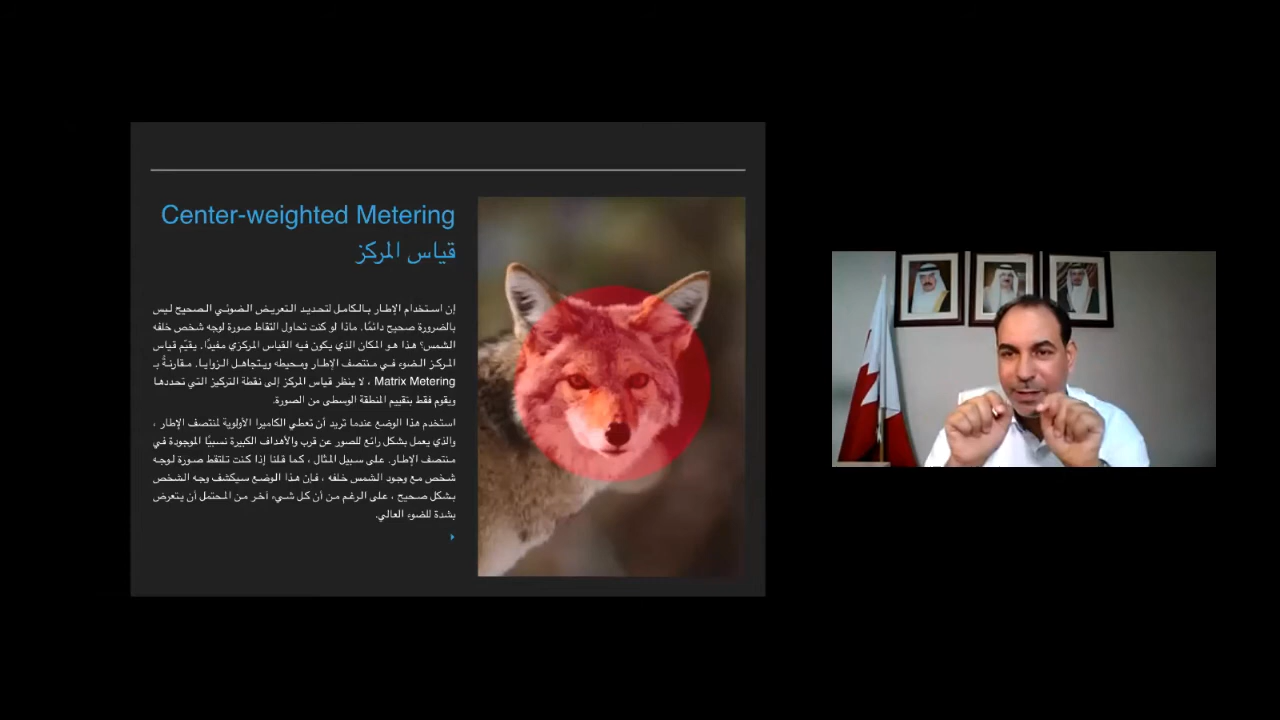 Center-weighted Metering
قياس المركز
إن استخدام الإطار بالكامل لتحديد التعريض الضوئي الصحيح ليس
بالضرورة صحيح دائمًا. ماذا لو كنت تحاول التقاط صورة لوجه شخص خلفه
الشمس؟ هذا هو المكان الذي يكون فيه القياس المركزي مفيدًا. يقيّم قياس
المركز الضوء في منتصف الإطار ومحيطه ويتجاهل الزوايا. مقارنةً بـ
Matrix Metering ، لا ينظر قياس المركز إلى نقطة التركيز التي تحددها
ويقوم فقط بتقييم المنطقة الوسطى من الصورة.
استخدم هذا الوضع عندما تريد أن تعطي الكاميرا الأولوية لمنتصف الإطار ،
والذي يعمل بشكل رائع للصور عن قرب والأهداف الكبيرة نسبيًا الموجودة في
منتصف الإطار. على سبيل المثال ، كما قلنا إذا كنت تلتقط صورة لوجه
شخص مع وجود الشمس خلفه ، فإن هذا الوضع سيكشف وجه الشخص
بشكل صحيح ، على الرغم من أن كل شيء آخر من المحتمل أن يتعرض
بشدة للضوء العالي.